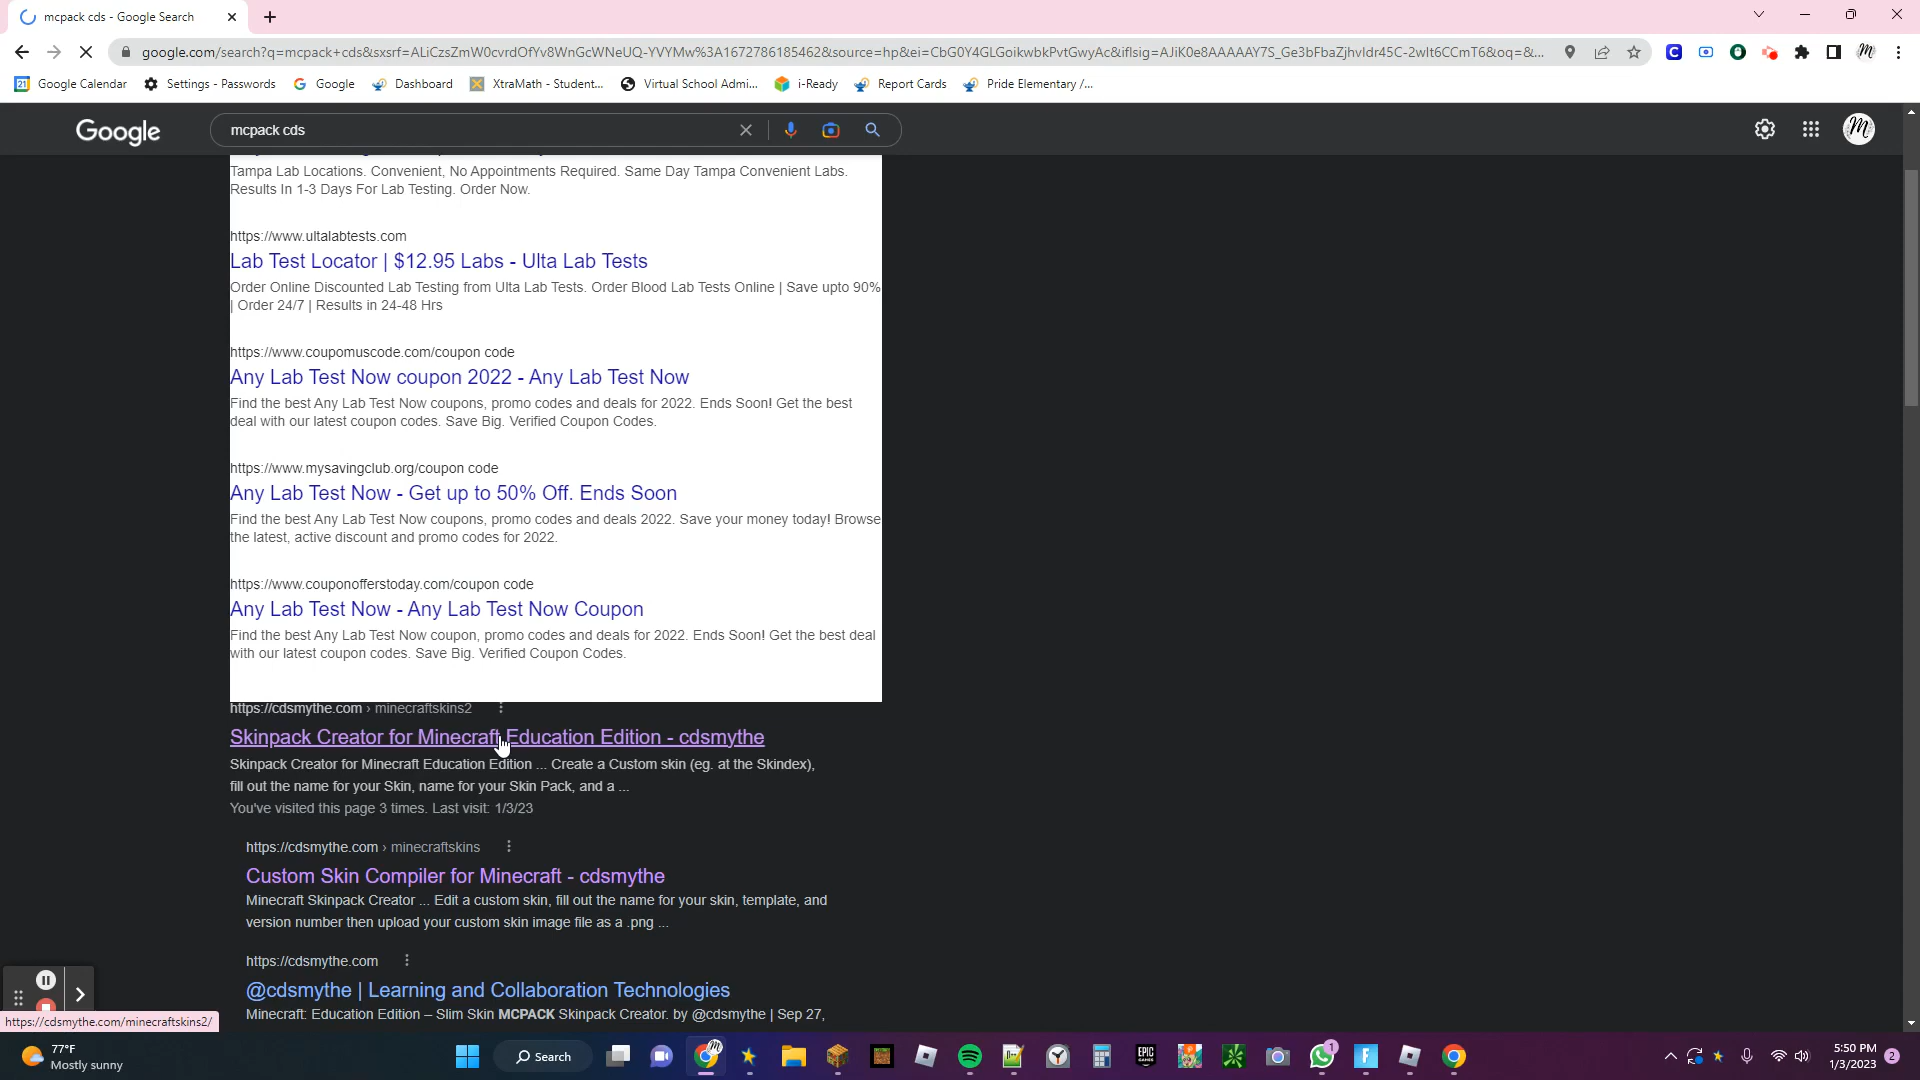 mcpack cds - Google Search
google.com/search?q=mcpack+cds&sxsrf=ALiCzsZmW0cvrdOfYv8WnGcWNeUQ-YVYMw%3A1672786185462&source=hp&ei=CbG0Y4GLGoikwbkPvtGwyAc&iflsig=AJiK0e8AAAAAY7S_Ge3bFbaZjhvIdr45C-2wIt6CCmT6&oq=&...
Google Calendar
Settings - Passwords
Google
Dashboard
XtraMath - Student...
Virtual School Admi...
i-Ready
Report Cards
Pride Elementary /...
Google
mcpack cds
Tampa Lab Locations. Convenient, No Appointments Required. Same Day Tampa Convenient Labs.
Results In 1-3 Days For Lab Testing. Order Now.
https://www.ultalabtests.com
Lab Test Locator | $12.95 Labs - Ulta Lab Tests
Order Online Discounted Lab Testing from Ulta Lab Tests. Order Blood Lab Tests Online | Save upto 90%
| Order 24/7 | Results in 24-48 Hrs
https://www.coupomuscode.com/coupon code
Any Lab Test Now coupon 2022 - Any Lab Test Now
Find the best Any Lab Test Now coupons, promo codes and deals for 2022. Ends Soon! Get the best
deal with our latest coupon codes. Save Big. Verified Coupon Codes.
https://www.mysavingclub.org/coupon code
Any Lab Test Now - Get up to 50% Off. Ends Soon
Find the best Any Lab Test Now coupons, promo codes and deals 2022. Save your money today! Browse
the latest, active discount and promo codes for 2022.
https://www.couponofferstoday.com/coupon code
Any Lab Test Now - Any Lab Test Now Coupon
Find the best Any Lab Test Now coupon, promo codes and deals for 2022. Ends Soon! Get the best deal
with our latest coupon codes. Save Big. Verified Coupon Codes.
https://cdsmythe.com › minecraftskins2
Skinpack Creator for Minecraft Education Edition - cdsmythe
Skinpack Creator for Minecraft Education Edition ... Create a Custom skin (eg. at the Skindex),
fill out the name for your Skin, name for your Skin Pack, and a ...
You've visited this page 3 times. Last visit: 1/3/23
https://cdsmythe.com › minecraftskins
Custom Skin Compiler for Minecraft - cdsmythe
Minecraft Skinpack Creator ... Edit a custom skin, fill out the name for your skin, template, and
version number then upload your custom skin image file as a .png ...
https://cdsmythe.com
@cdsmythe | Learning and Collaboration Technologies
Minecraft: Education Edition – Slim Skin MCPACK Skinpack Creator. by @cdsmythe | Sep 27,
https://cdsmythe.com/minecraftskins2/
77°F
Mostly sunny
Search
EPIC GAMES
1
5:50 PM
1/3/2023
2